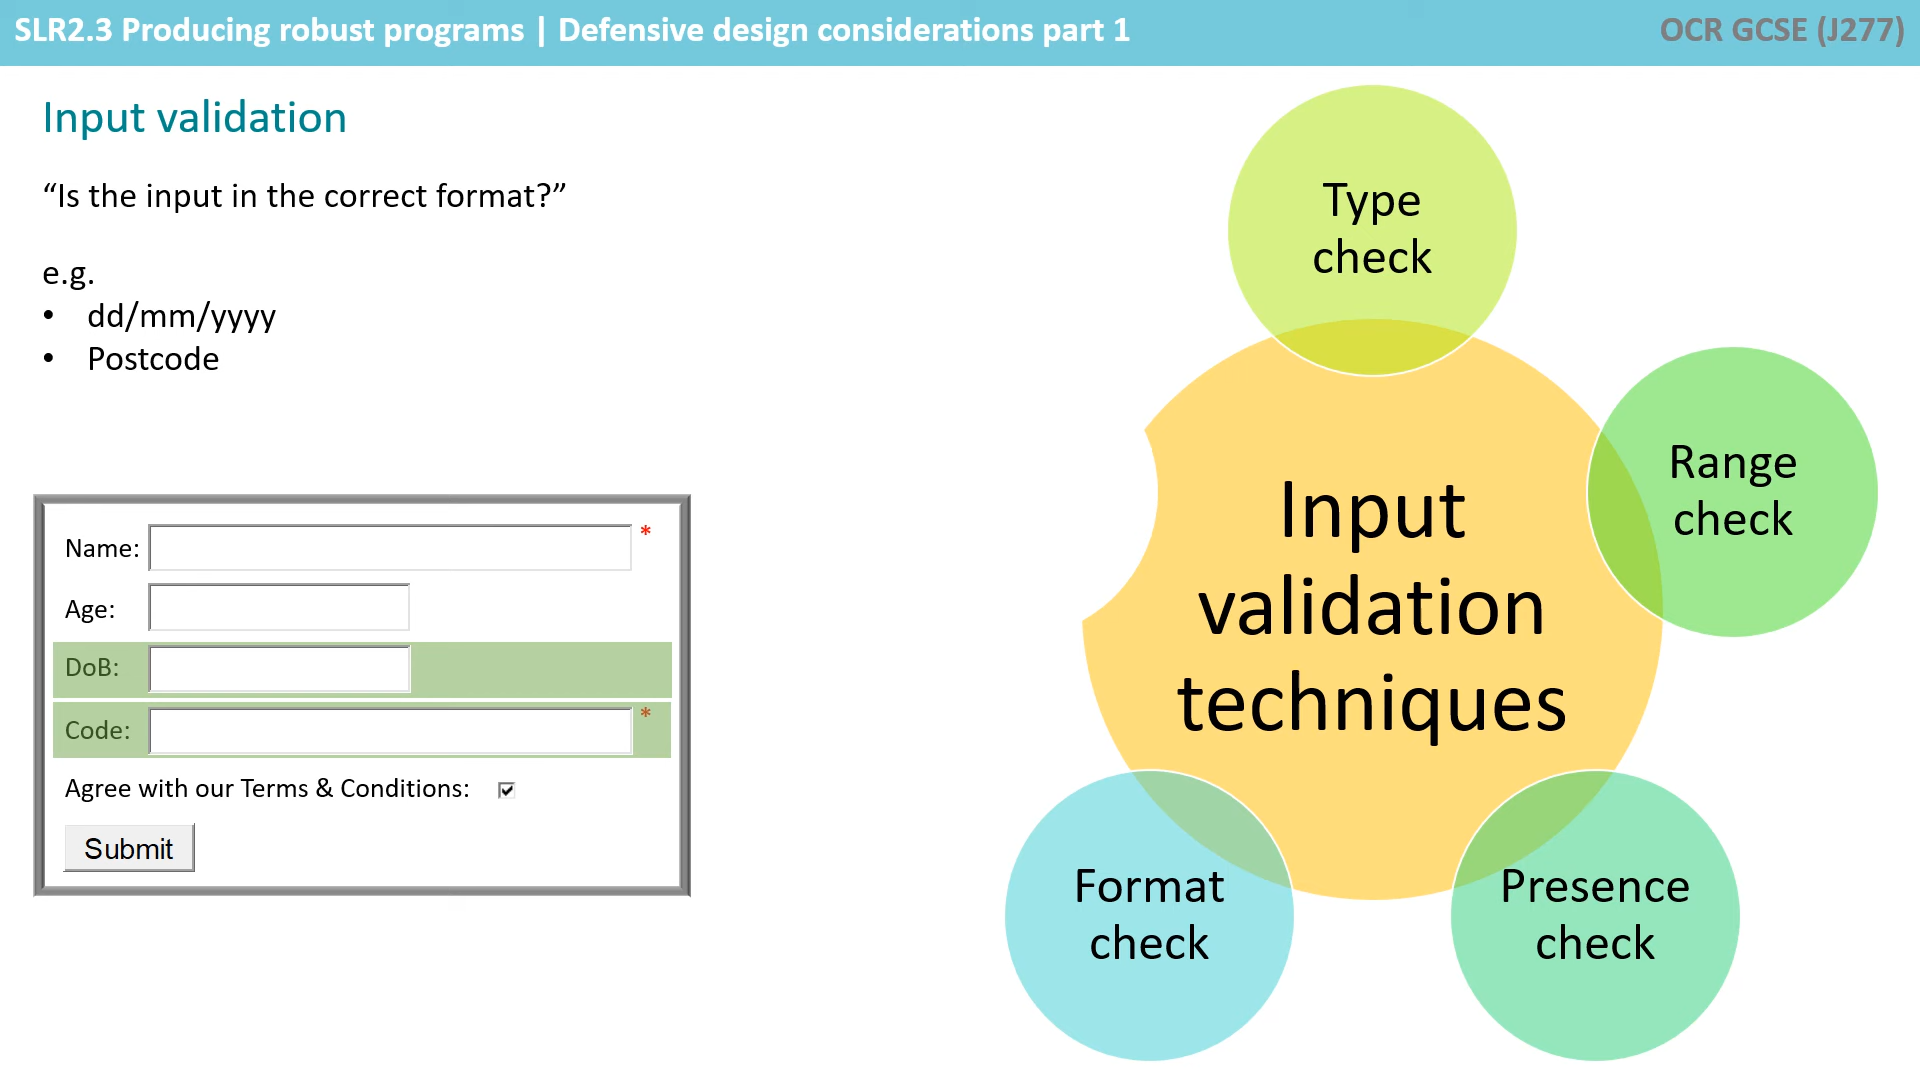 SLR2.3 Producing robust programs | Defensive design considerations part 1
OCR GCSE (J277)
Input validation
“Is the input in the correct format?”
e.g.
• dd/mm/yyyy
• Postcode
Name: *
Age:
DoB:
Code: *
Agree with our Terms & Conditions:
Submit
Type
check
Range
check
Input
validation
techniques
Format
check
Presence
check